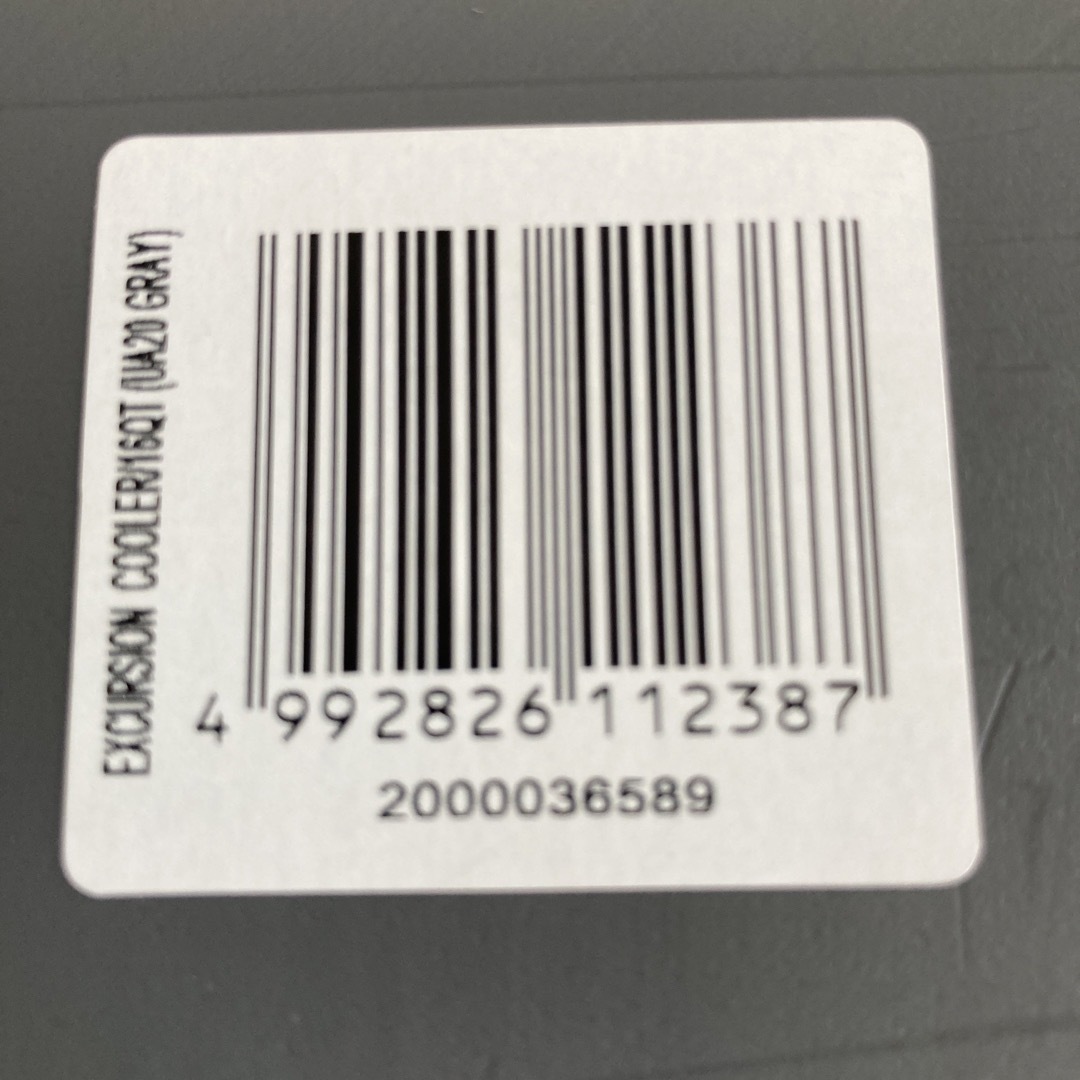 EXCURSION COOLER/16QT (UA20 GRAY)
4 992826 112387
2000036589